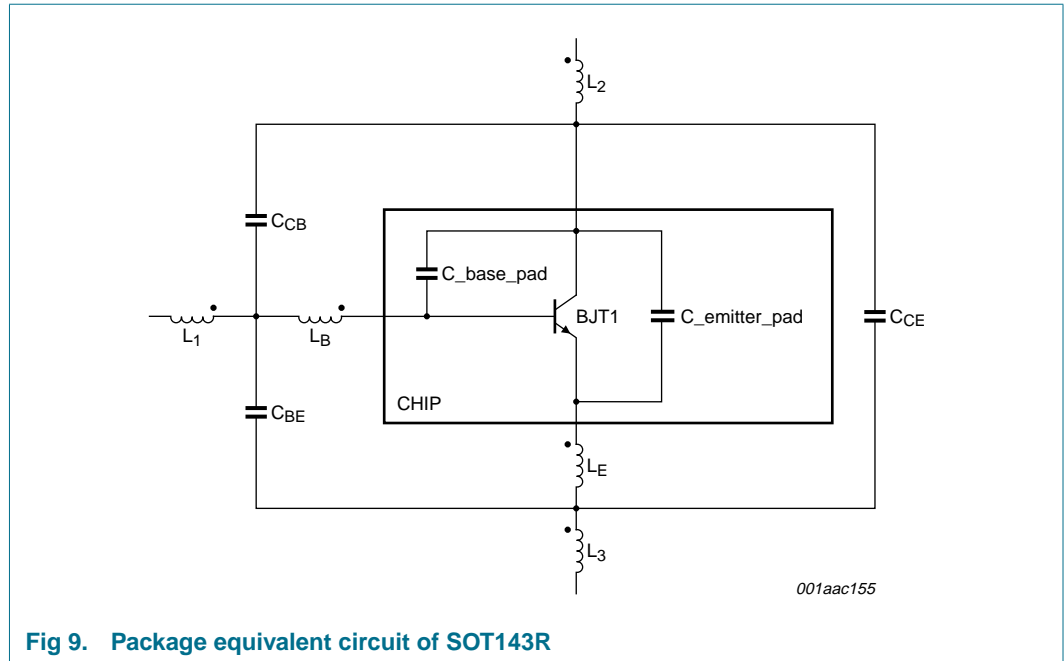 L2
CCB
C_base_pad
L1
LB
BJT1
C_emitter_pad
CCE
CBE
CHIP
LE
L3
001aac155
Fig 9. Package equivalent circuit of SOT143R